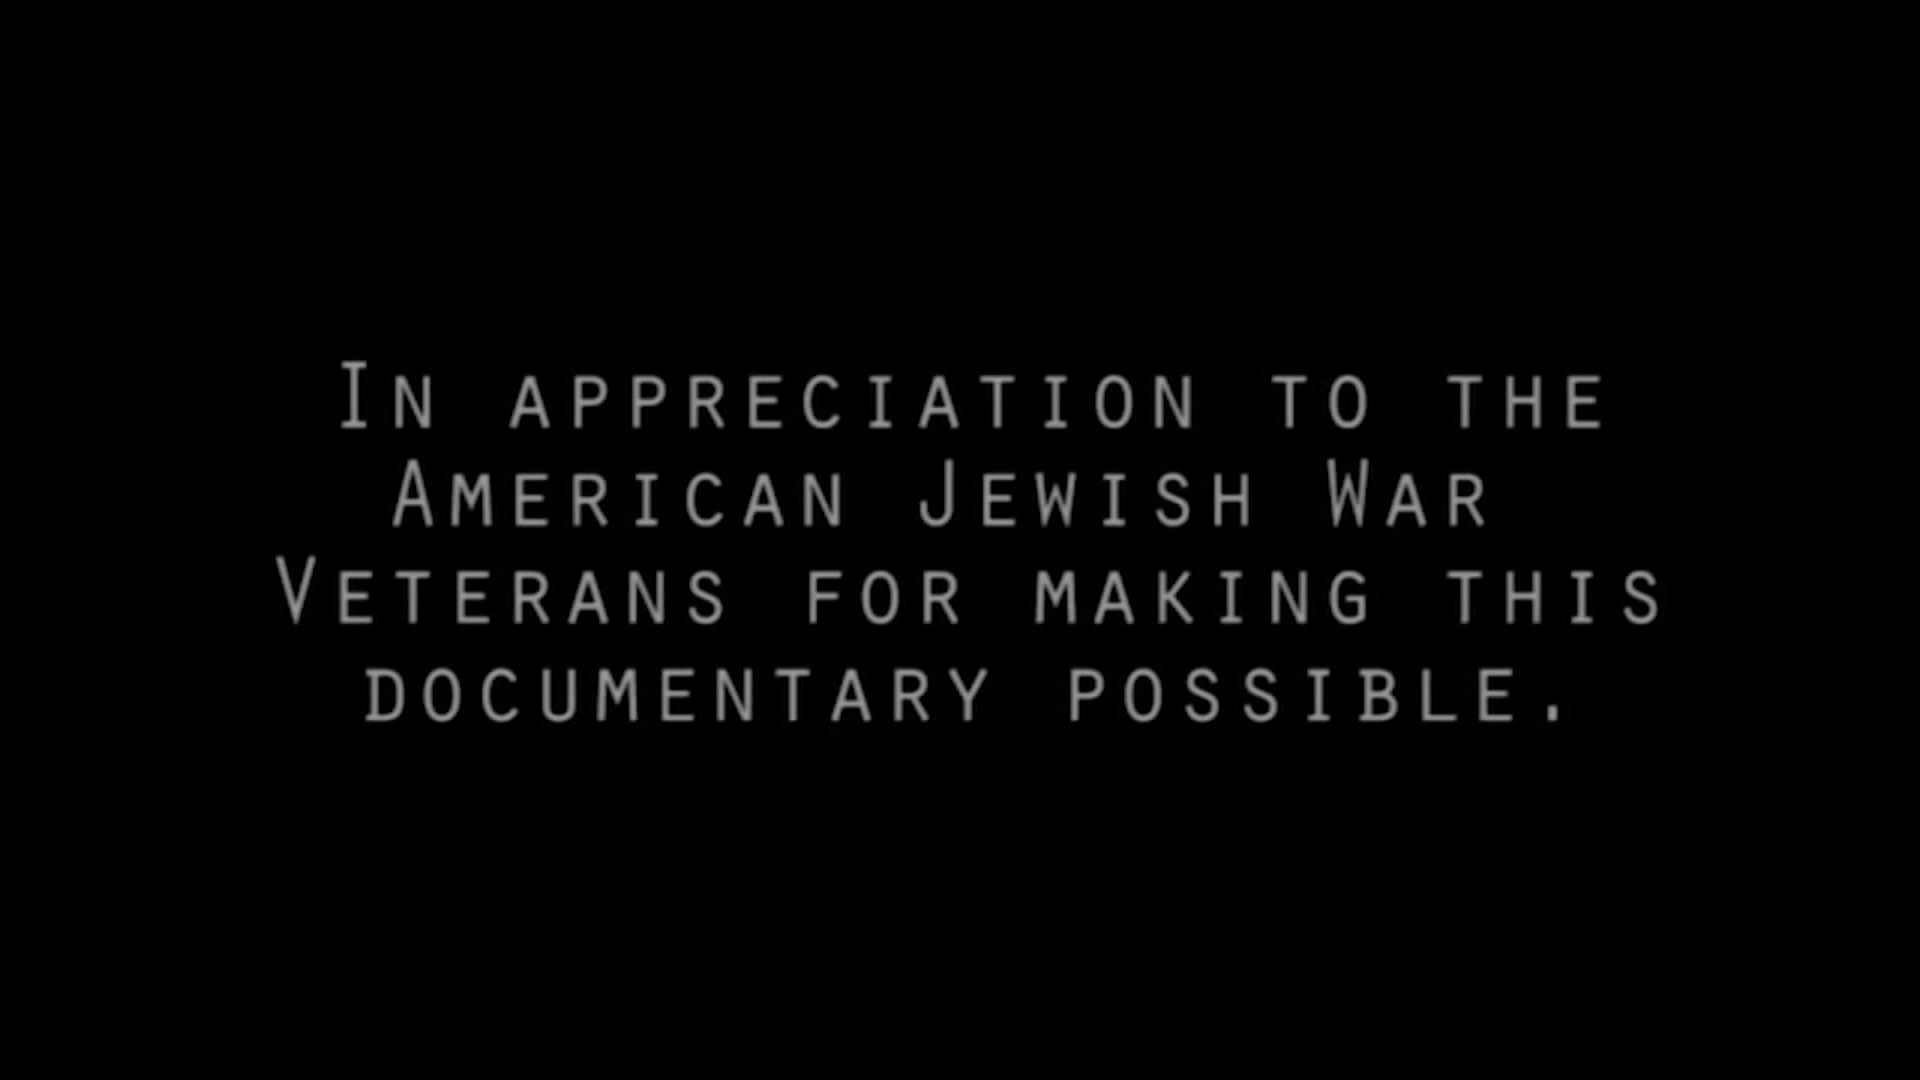 In appreciation to the
American Jewish War
Veterans for making this
documentary possible.